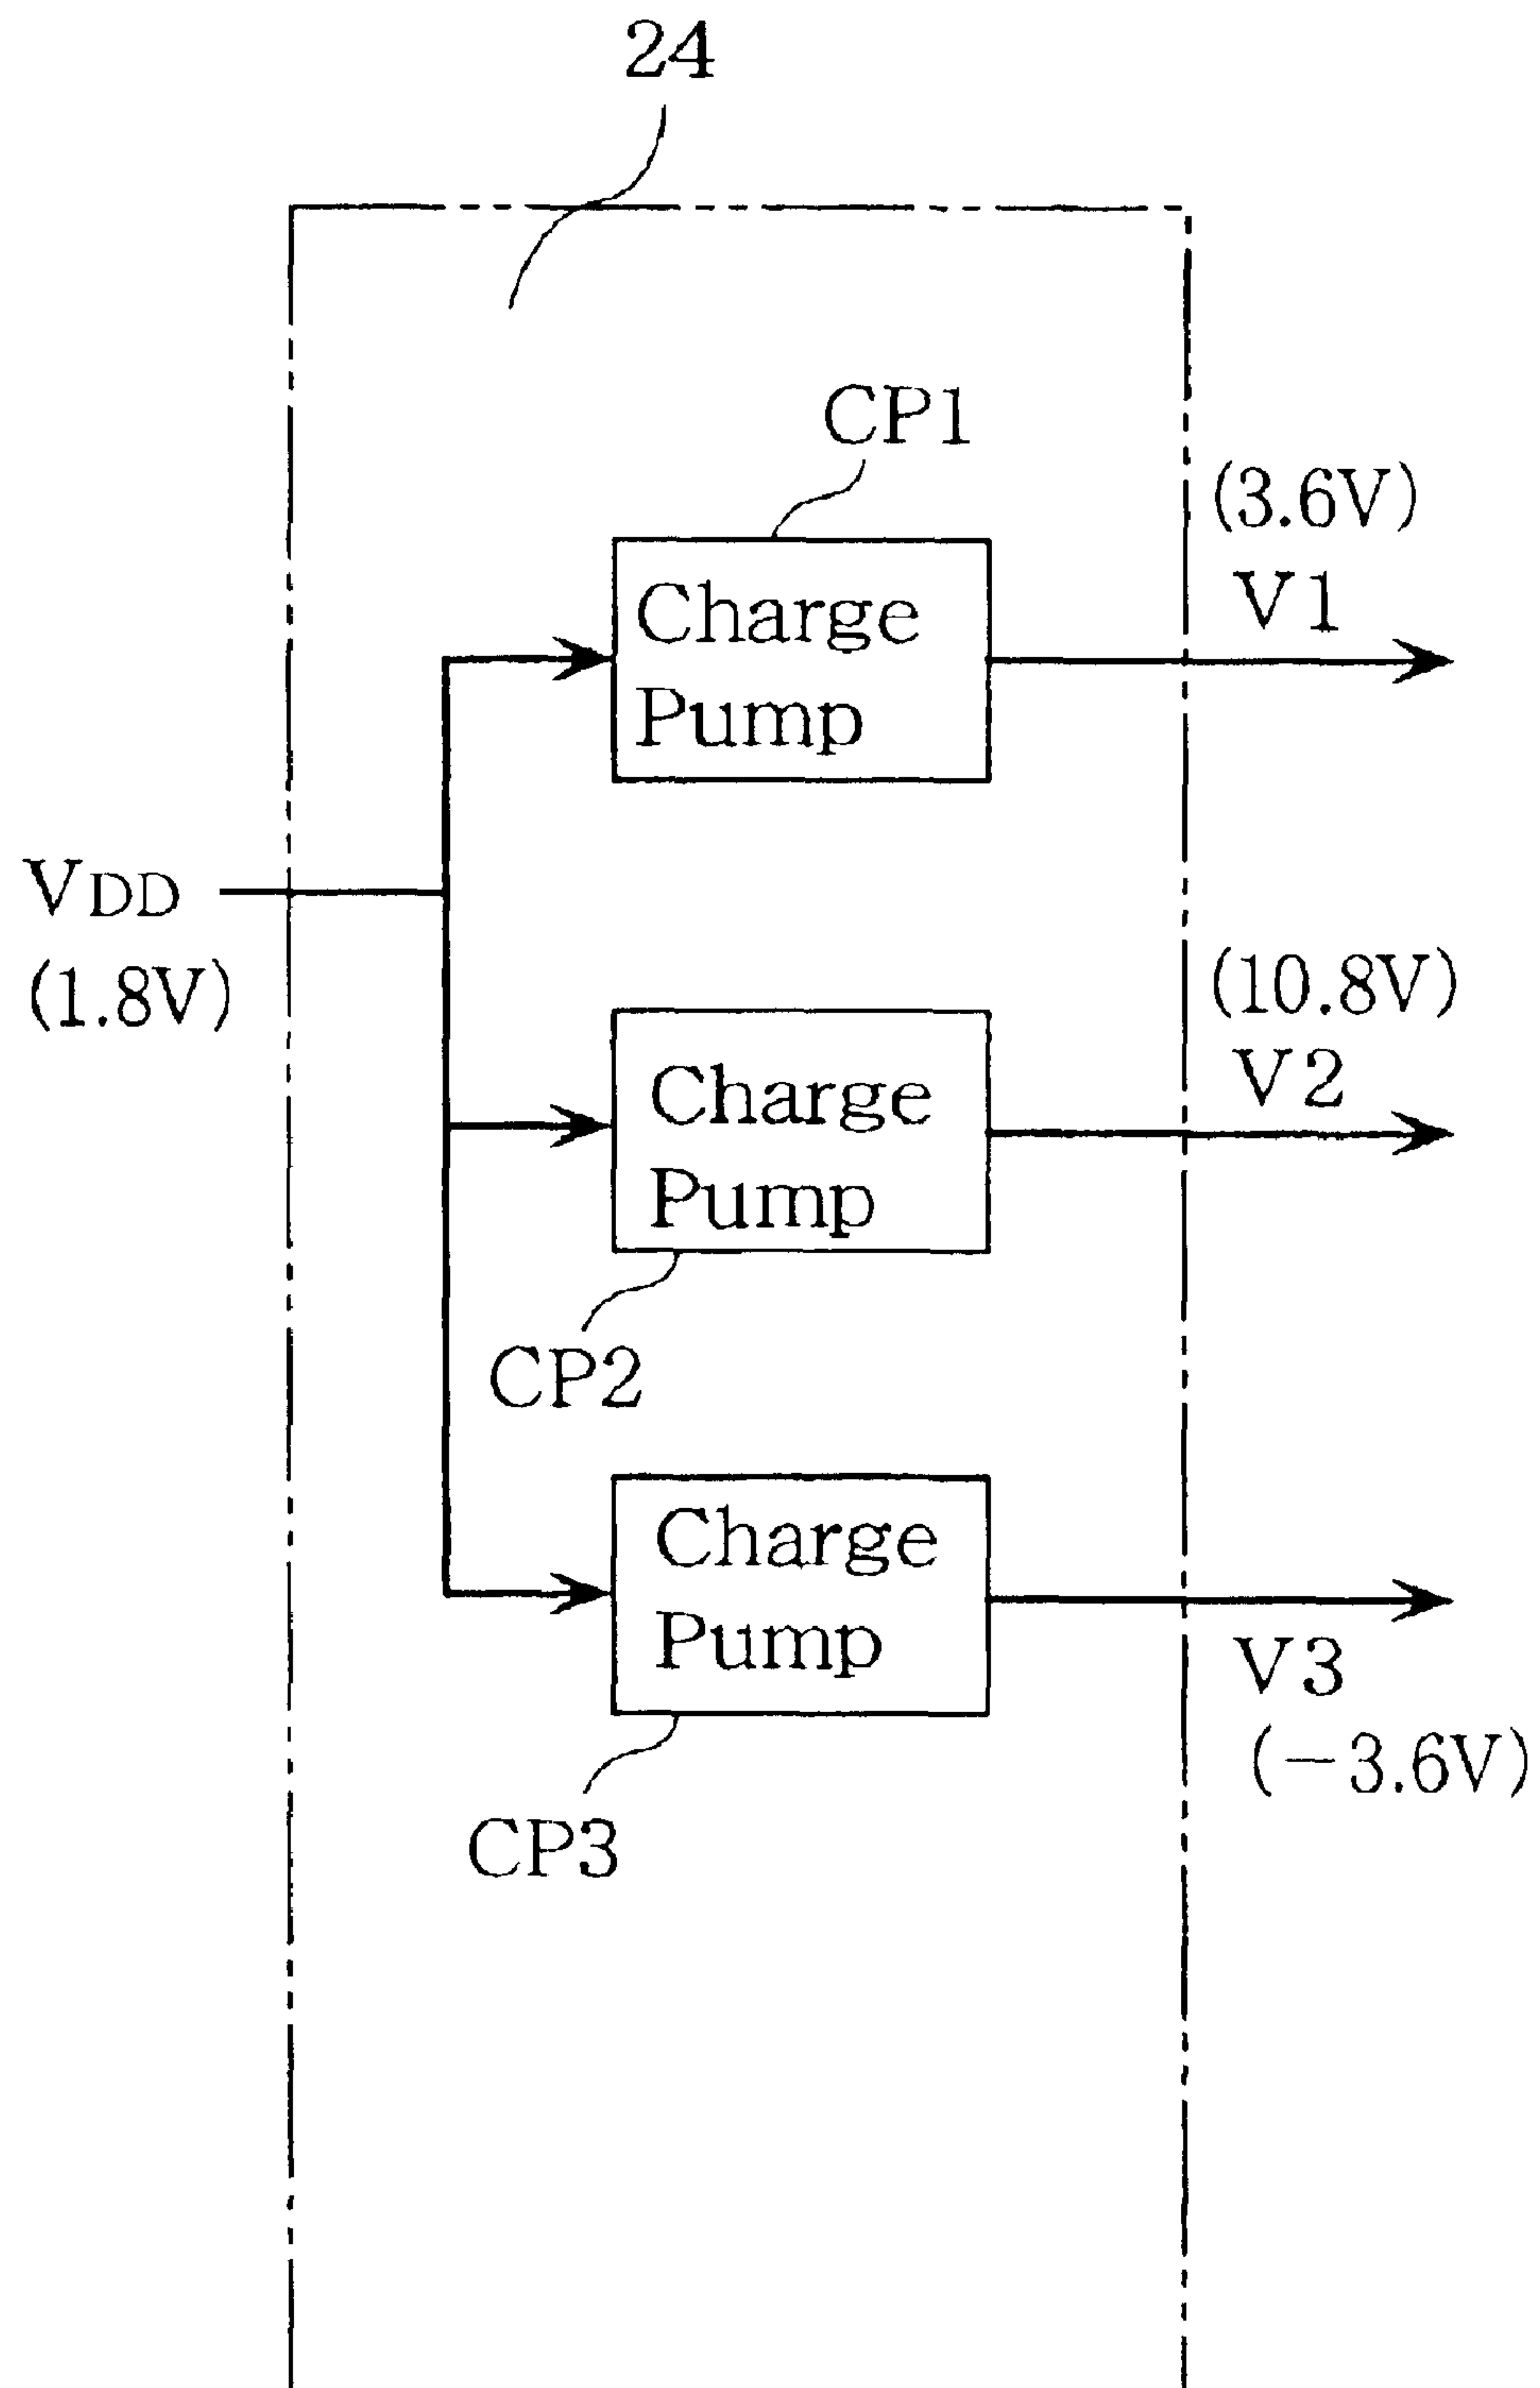 24
CP1
(3.6V)
V1
Charge
Pump
VDD
(1.8V)
(10.8V)
V2
Charge
Pump
CP2
Charge
Pump
V3
(−3.6V)
CP3